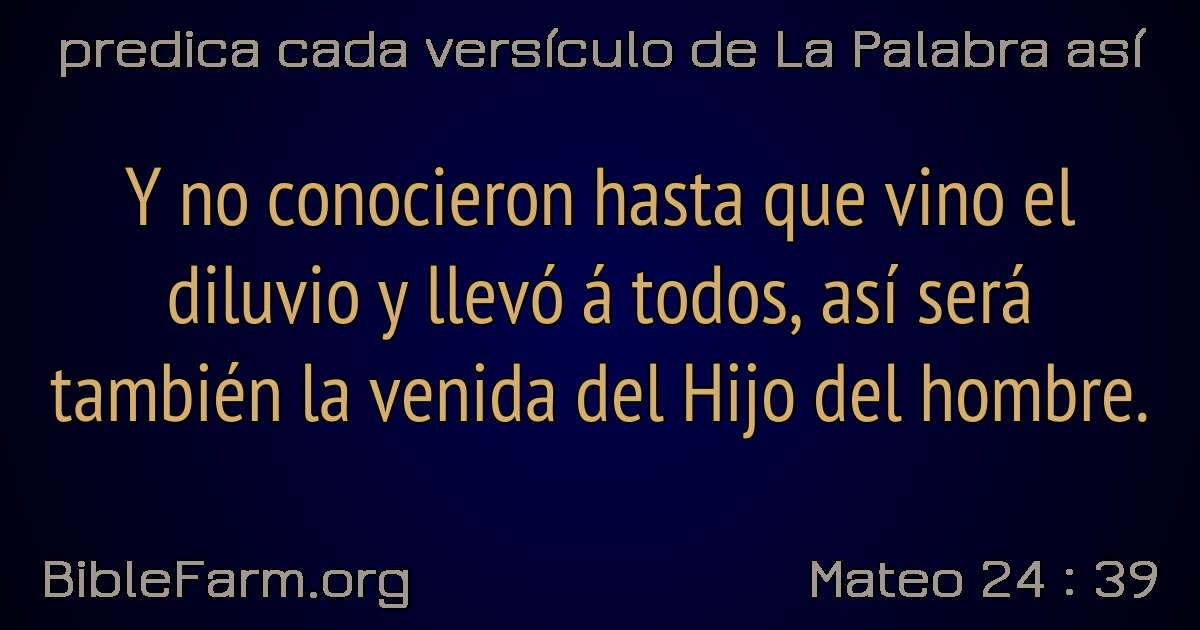 predica cada versículo de La Palabra así
Y no conocieron hasta que vino el
diluvio y llevó á todos, así será
también la venida del Hijo del hombre.
BibleFarm.org
Mateo 24 : 39